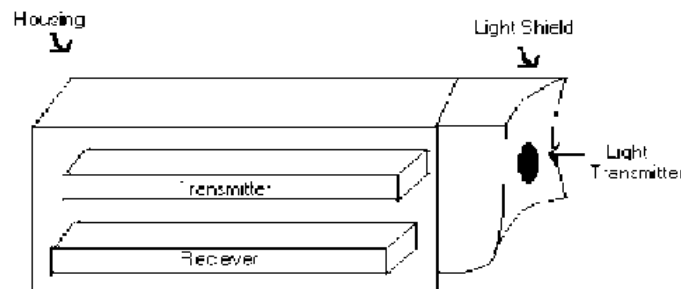 Housing
Light Shield
Light
Transmitter
Transmitter
Reciever